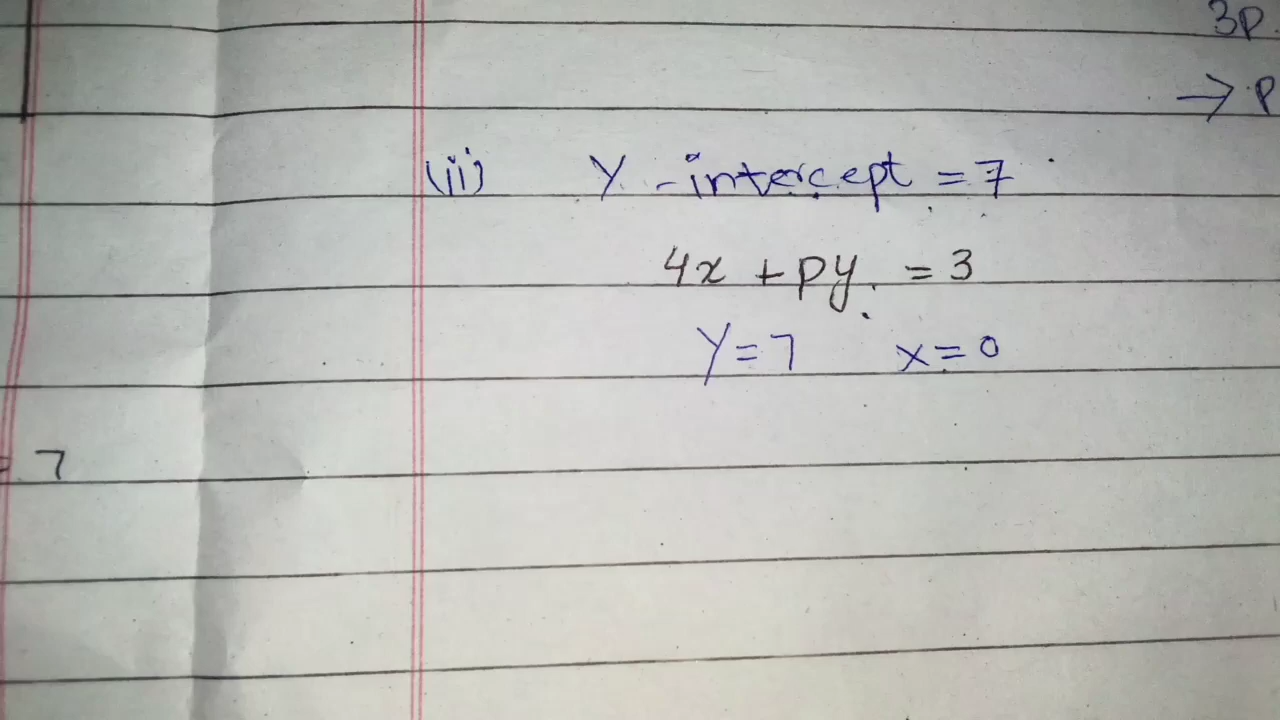 3p.
→ p
(ii) Y-intercept = 7
4x + py = 3
Y = 7 x = 0
= 7